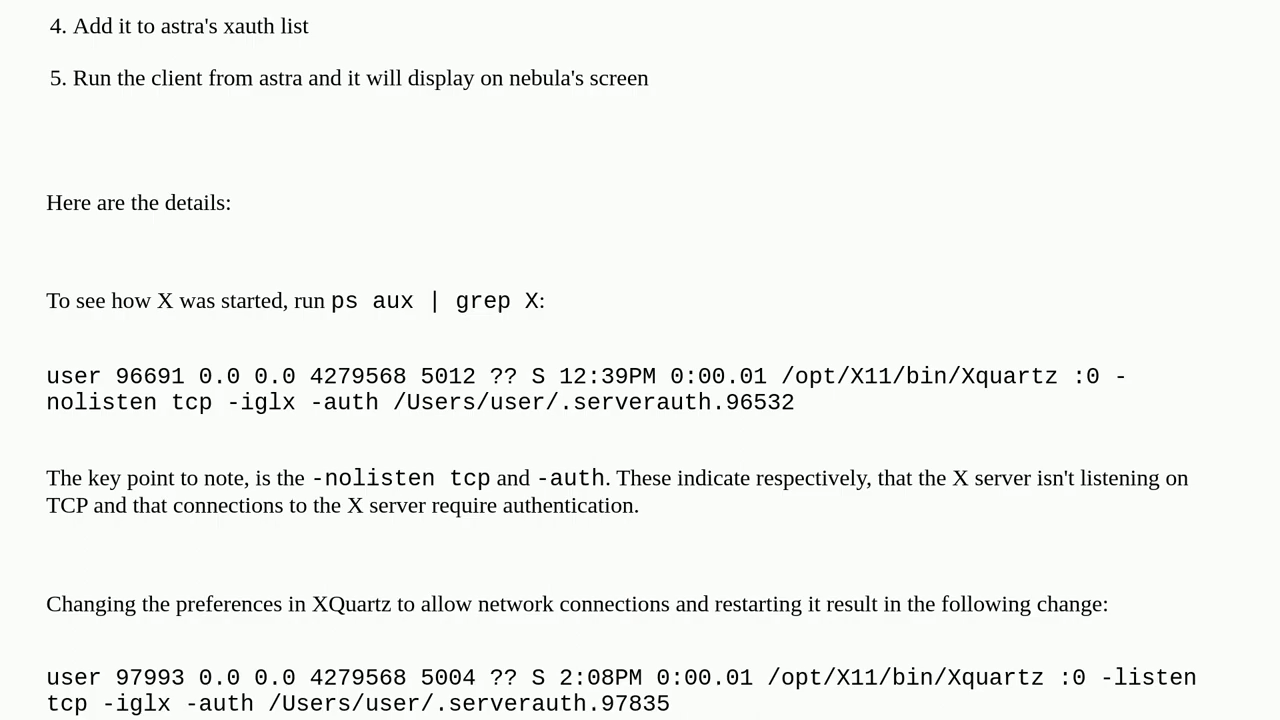 4. Add it to astra's xauth list
5. Run the client from astra and it will display on nebula's screen
Here are the details:
To see how X was started, run ps aux | grep X:
user 96691 0.0 0.0 4279568 5012 ?? S 12:39PM 0:00.01 /opt/X11/bin/Xquartz :0 -
nolisten tcp -iglx -auth /Users/user/.serverauth.96532
The key point to note, is the -nolisten tcp and -auth. These indicate respectively, that the X server isn't listening on
TCP and that connections to the X server require authentication.
Changing the preferences in XQuartz to allow network connections and restarting it result in the following change:
user 97993 0.0 0.0 4279568 5004 ?? S 2:08PM 0:00.01 /opt/X11/bin/Xquartz :0 -listen
tcp -iglx -auth /Users/user/.serverauth.97835